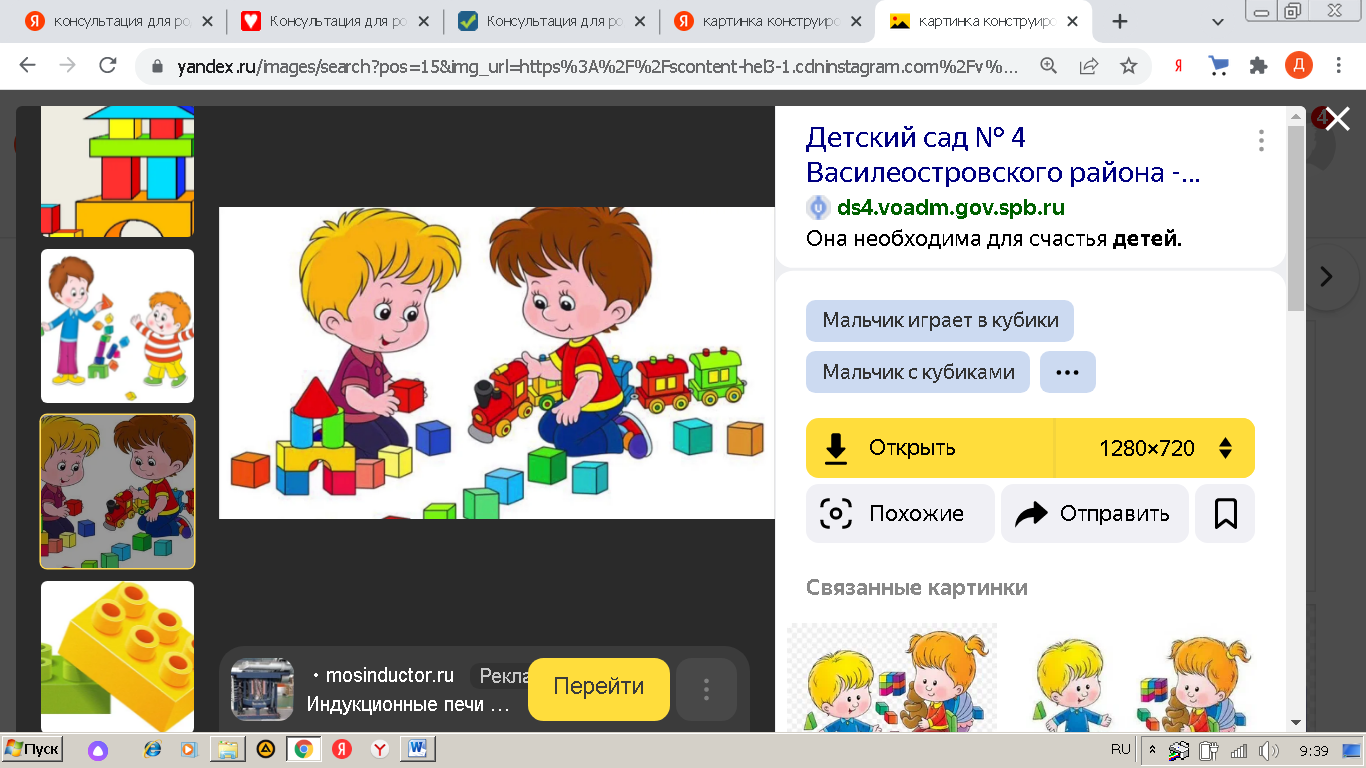 консультация для ро
Консультация для ро
Консультация для ро
картинка конструиро
картинка конструиро
yandex.ru/images/search?pos=15&img_url=https%3A%2F%2Fscontent-hel3-1.cdninstagram.com%2Fv%...
Я
Д
4
Детский сад № 4
Василеостровского района -...
ds4.voadm.gov.spb.ru
Она необходима для счастья детей.
Мальчик играет в кубики
Мальчик с кубиками
Открыть
1280×720
Похожие
Отправить
Связанные картинки
• mosinductor.ru
Рекла
Индукционные печи ...
Перейти
Пуск
RU
9:39